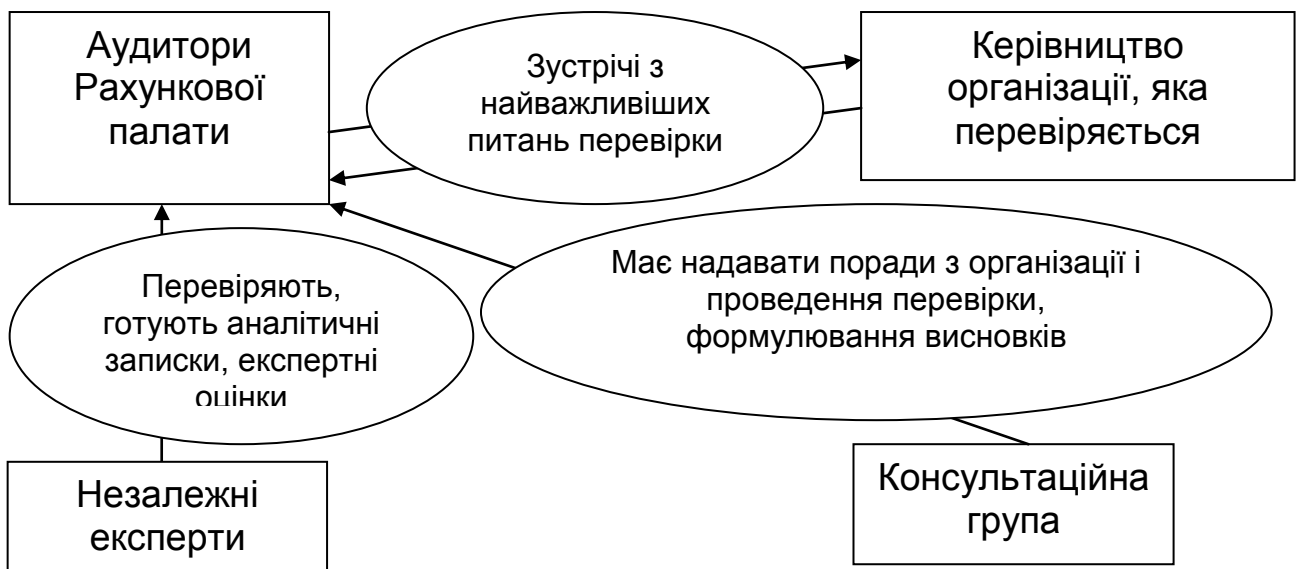 Аудитори
Рахункової
палати
Зустрічі з
найважливіших
питань перевірки
Керівництво
організації, яка
перевіряється
Перевіряють,
готують аналітичні
записки, експертні
оцінки
Має надавати поради з організації і
проведення перевірки,
формулювання висновків
Незалежні
експерти
Консультаційна
група